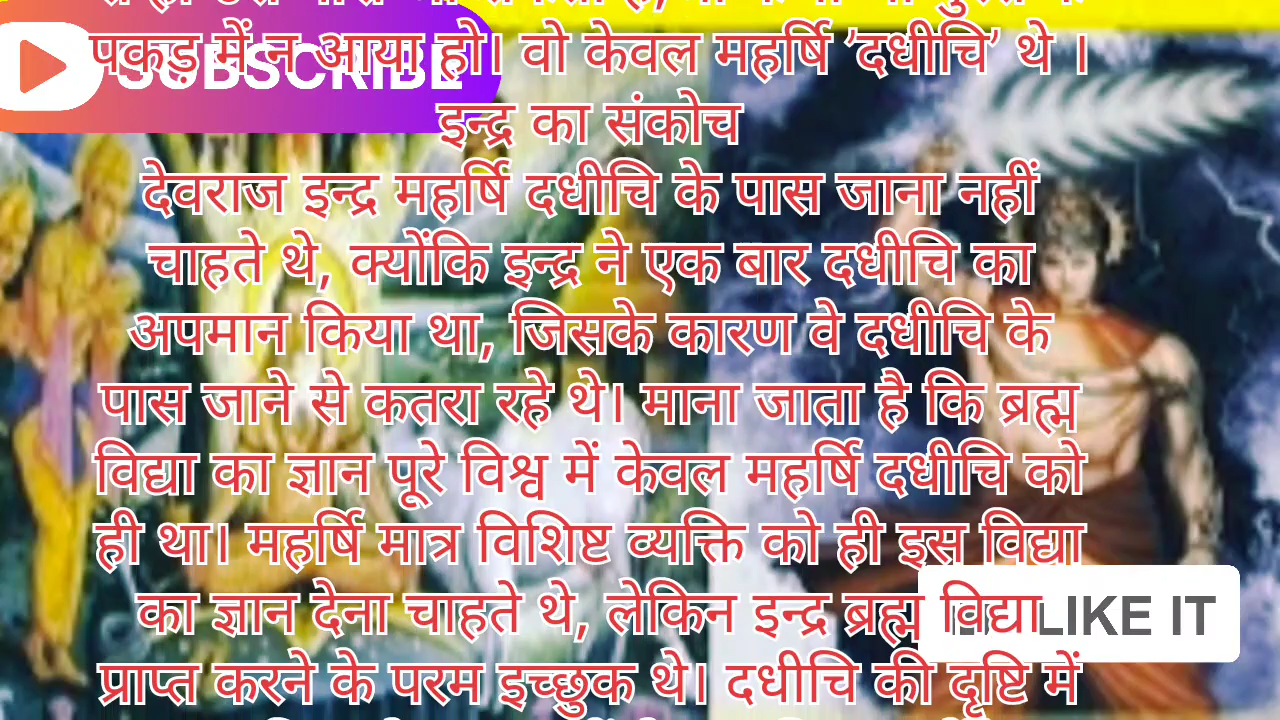 पकड़ में न आया हो। वो केवल महर्षि ’दधीचि’ थे ।
SUBSCRIBE
इन्द्र का संकोच
देवराज इन्द्र महर्षि दधीचि के पास जाना नहीं
चाहते थे, क्योंकि इन्द्र ने एक बार दधीचि का
अपमान किया था, जिसके कारण वे दधीचि के
पास जाने से कतरा रहे थे। माना जाता है कि ब्रह्म
विद्या का ज्ञान पूरे विश्व में केवल महर्षि दधीचि को
ही था। महर्षि मात्र विशिष्ट व्यक्ति को ही इस विद्या
का ज्ञान देना चाहते थे, लेकिन इन्द्र ब्रह्म विद्या
LIKE IT
प्राप्त करने के परम इच्छुक थे। दधीचि की दृष्टि में